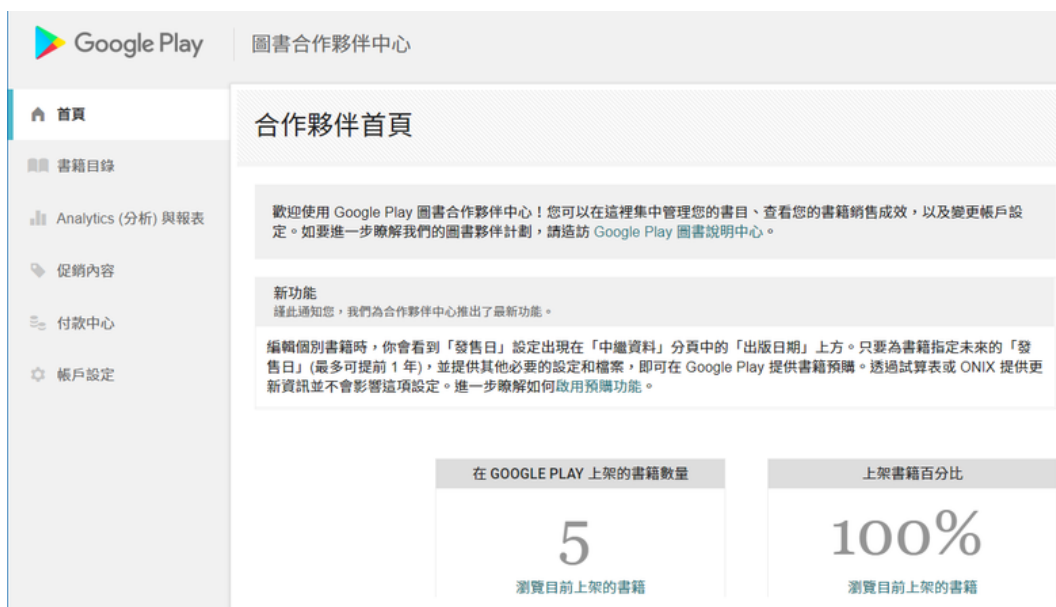 Google Play 圖書合作夥伴中心
首頁
書籍目錄
Analytics (分析) 與報表
促銷內容
付款中心
帳戶設定
合作夥伴首頁
歡迎使用 Google Play 圖書合作夥伴中心！您可以在這裡集中管理您的書目、查看您的書籍銷售成效，以及變更帳戶設
定。如要進一步瞭解我們的圖書夥伴計劃，請造訪 Google Play 圖書說明中心。
新功能
謹此通知您，我們為合作夥伴中心推出了最新功能。
編輯個別書籍時，你會看到「發售日」設定出現在「中繼資料」分頁中的「出版日期」上方。只要為書籍指定未來的「發
售日」(最多可提前 1 年)，並提供其他必要的設定和檔案，即可在 Google Play 提供書籍預購。透過試算表或 ONIX 提供更
新資訊並不會影響這項設定。進一步瞭解如何啟用預購功能。
在 GOOGLE PLAY 上架的書籍數量
5
瀏覽目前上架的書籍
上架書籍百分比
100%
瀏覽目前上架的書籍